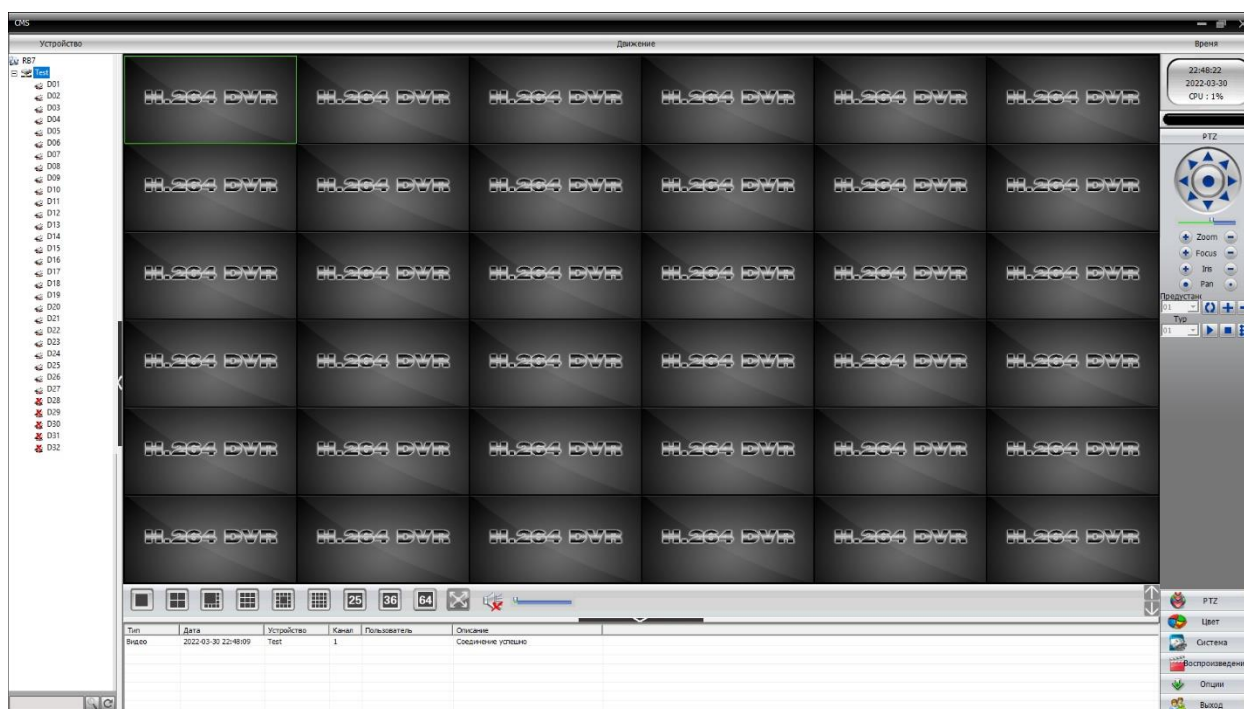 CMS
Устройство Движение Время
RB7
Test
D01
D02
D03
D04
D05
D06
D07
D08
D09
D10
D11
D12
D13
D14
D15
D16
D17
D18
D19
D20
D21
D22
D23
D24
D25
D26
D27
D28
D29
D30
D31
D32
H.264 DVR H.264 DVR H.264 DVR H.264 DVR H.264 DVR H.264 DVR
H.264 DVR H.264 DVR H.264 DVR H.264 DVR H.264 DVR H.264 DVR
H.264 DVR H.264 DVR H.264 DVR H.264 DVR H.264 DVR H.264 DVR
H.264 DVR H.264 DVR H.264 DVR H.264 DVR H.264 DVR H.264 DVR
H.264 DVR H.264 DVR H.264 DVR H.264 DVR H.264 DVR H.264 DVR
H.264 DVR H.264 DVR H.264 DVR H.264 DVR H.264 DVR H.264 DVR
25 36 64
Тип Дата Устройство Канал Пользователь Описание
Видео 2022-03-30 22:48:09 Test 1 Соединение успешно
22:48:22
2022-03-30
CPU : 1%
PTZ
Zoom
Focus
Iris
Pan
Предустан
01
Тур
01
PTZ
Цвет
Система
Воспроизведени
Опции
Выход